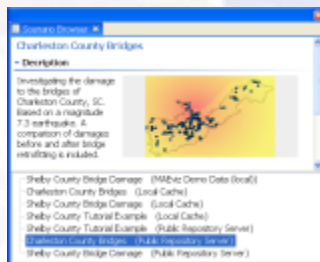 Scenario Browser
Charleston County Bridges
Decription
Investigating the damage
to the bridges of
Charleston County, SC.
Based on a magnitude
7.3 earthquake. A
comparison of damages
before and after bridge
retrofitting is included.
Shelby County Bridge Damage (MAEviz Demo Data (local))
Charleston County Bridges (Local Cache)
Shelby County Bridge Damage (Local Cache)
Shelby County Tutorial Example (Local Cache)
Shelby County Tutorial Example (Public Repository Server)
Charleston County Bridges (Public Repository Server)
Shelby County Bridge Damage (Public Repository Server)